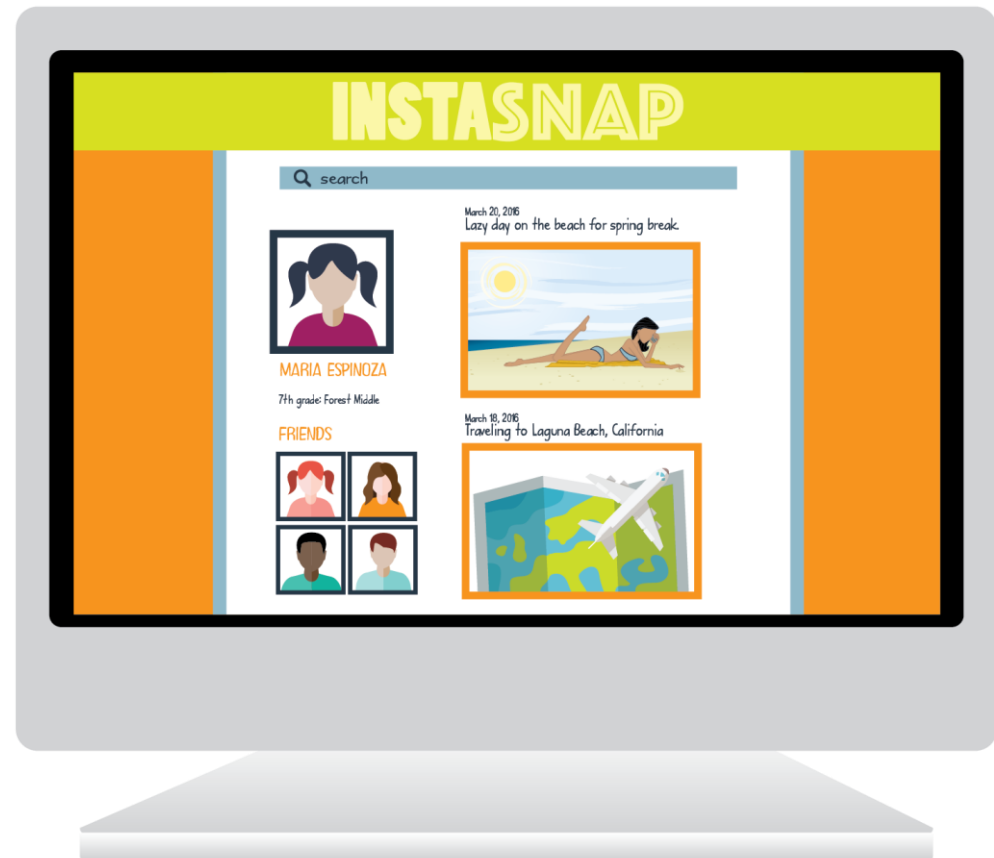 INSTASNAP
search
MARIA ESPINOZA
7th grade: Forest Middle
FRIENDS
March 20, 2016
Lazy day on the beach for spring break.
March 18, 2016
Traveling to Laguna Beach, California